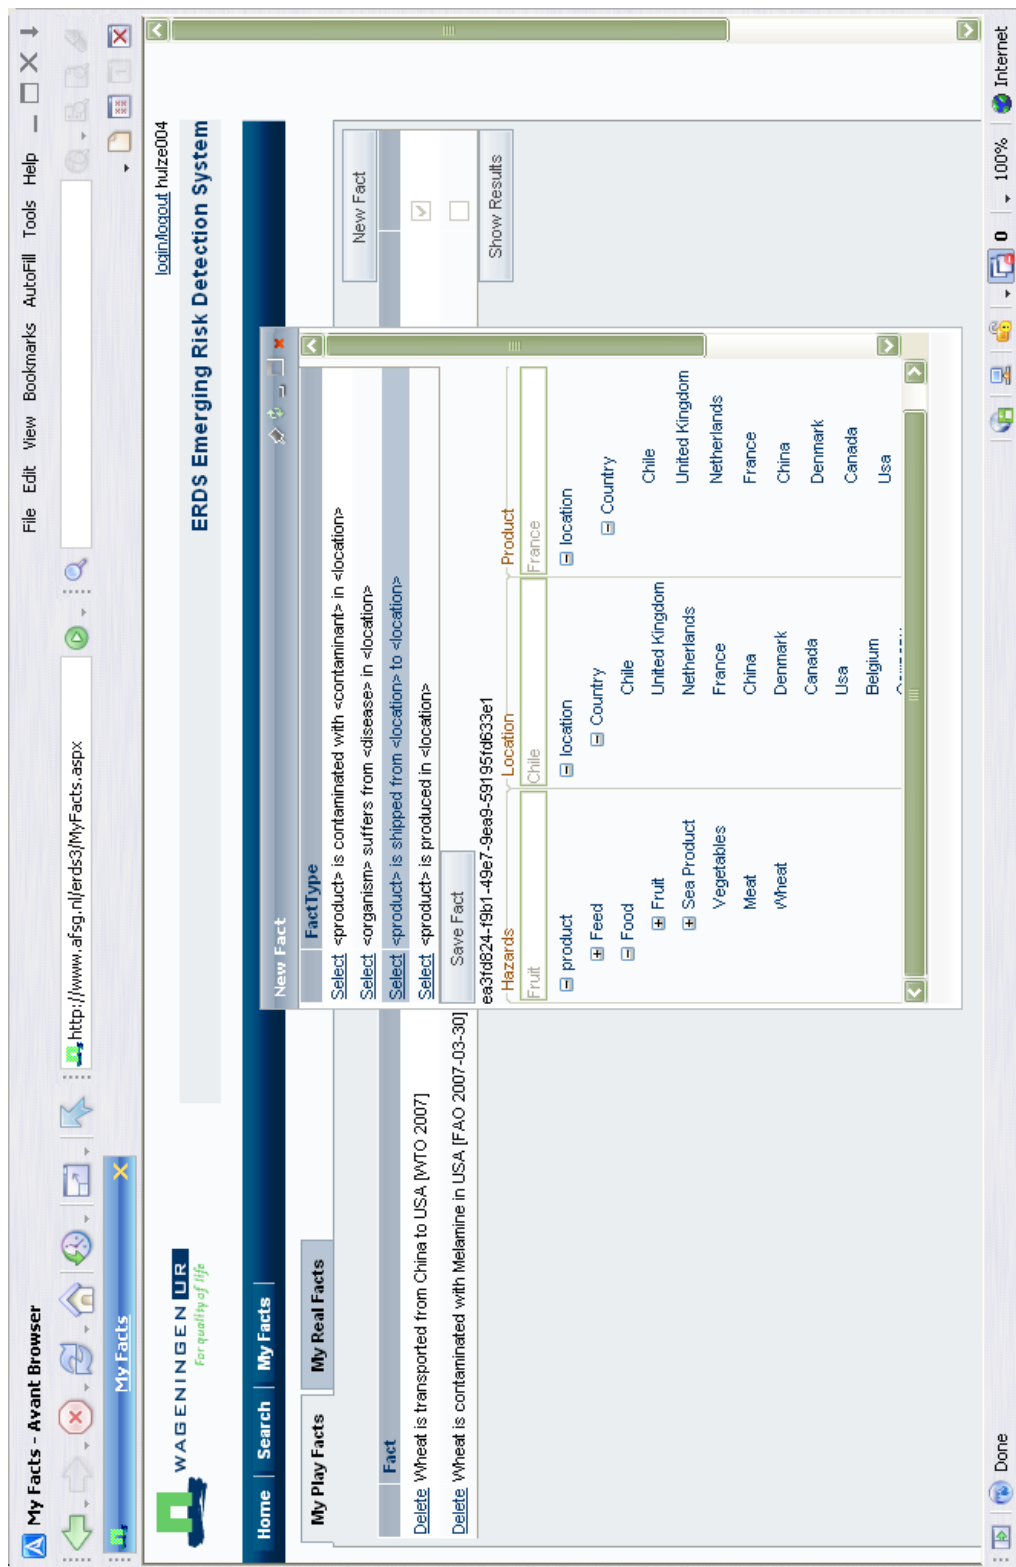 My Facts - Avant Browser
File Edit View Bookmarks AutoFill Tools Help
http://www.afsg.nl/erds3/MyFacts.aspx
My Facts
WAGENINGEN UR
For quality of life
login/logout hulze004
ERDS Emerging Risk Detection System
Home Search My Facts
My Play Facts My Real Facts
New Fact
Fact
Delete Wheat is transported from China to USA [WTO 2007]
Delete Wheat is contaminated with Melamine in USA [FAO 2007-03-30]
Show Results
New Fact
FactType
Select <product> is contaminated with <contaminant> in <location>
Select <organism> suffers from <disease> in <location>
Select <product> is shipped from <location> to <location>
Select <product> is produced in <location>
Save Fact
ea3fd824-f9b1-49e7-9ea9-59195fd633e1
Hazards
Fruit
product
Feed
Food
Fruit
Sea Product
Vegetables
Meat
Wheat
Location
Chile
location
Country
Chile
United Kingdom
Netherlands
France
China
Denmark
Canada
Usa
Belgium
Product
France
location
Country
Chile
United Kingdom
Netherlands
France
China
Denmark
Canada
Usa
Done
0
100%
Internet